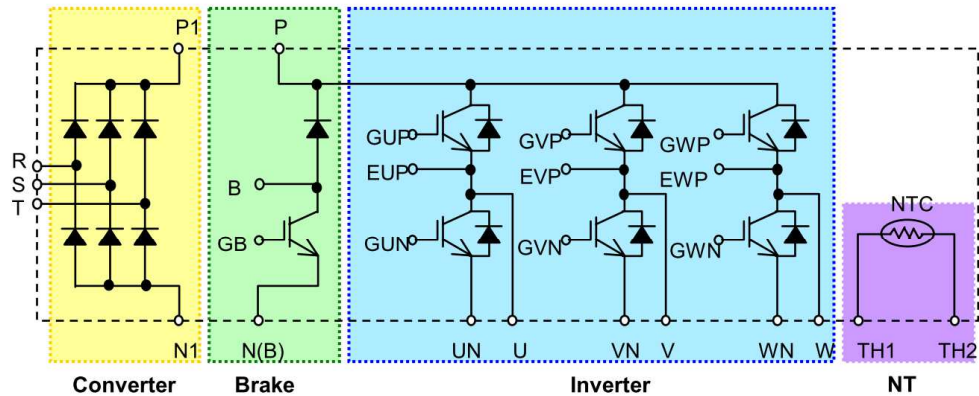 P1
P
R
S
T
GUP
GVP
GWP
EUP
EVP
EWP
B
GB
GUN
GVN
GWN
NTC
N1
N(B)
UN
U
VN
V
WN
W
TH1
TH2
Converter
Brake
Inverter
NT